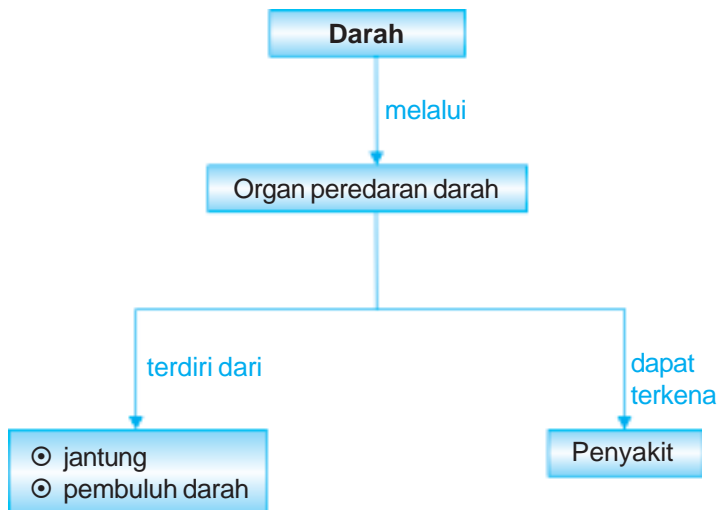 Darah
melalui
Organ peredaran darah
terdiri dari
dapat
terkena
jantung
pembuluh darah
Penyakit